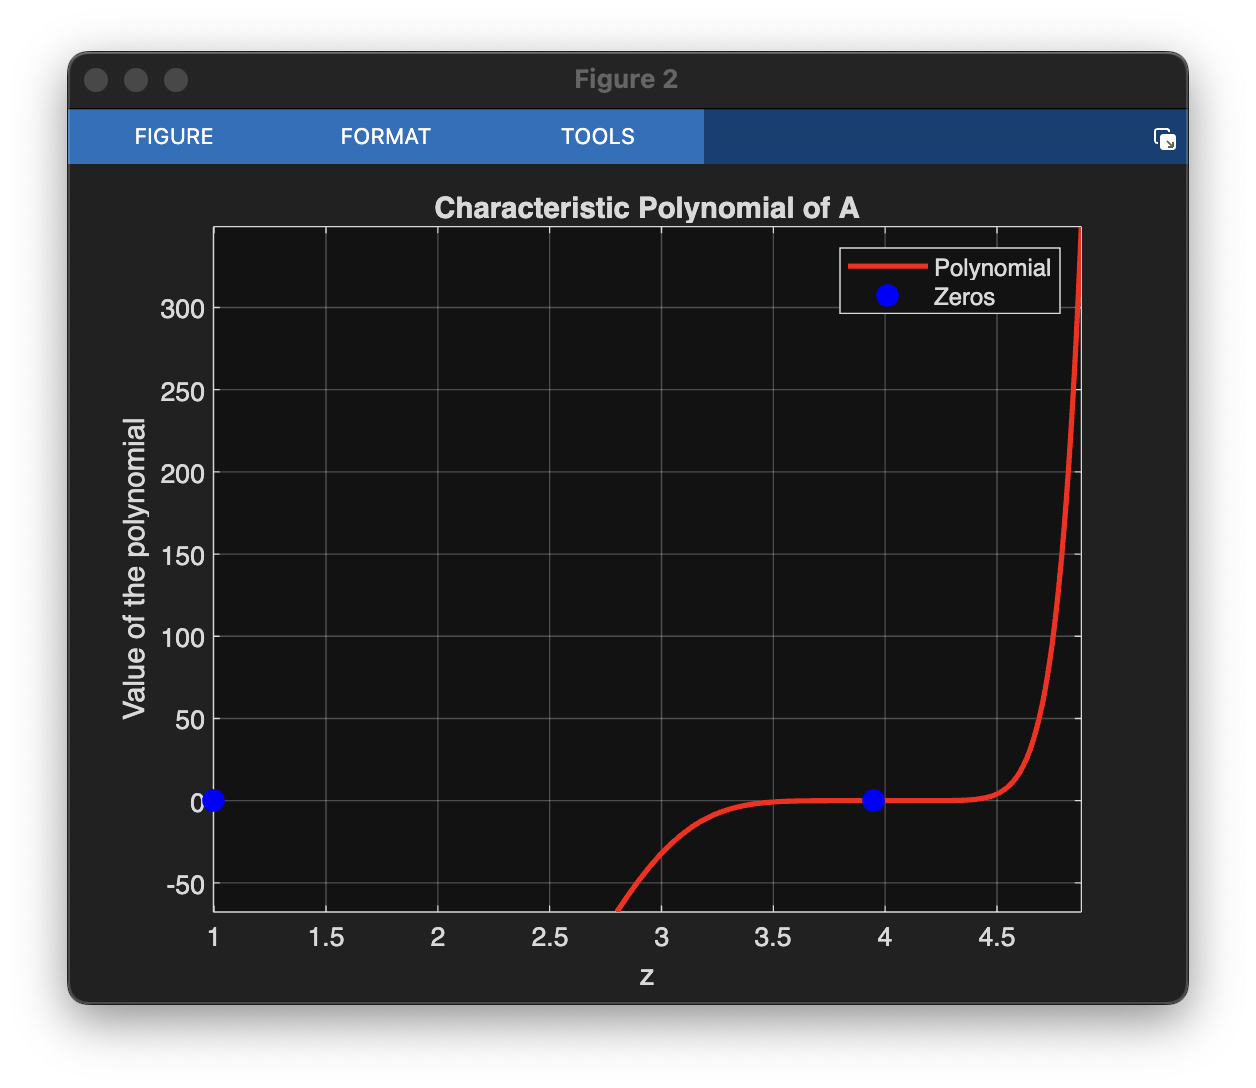 Figure 2
FIGURE FORMAT TOOLS
Characteristic Polynomial of A
Polynomial
Zeros
300
250
200
150
100
50
0
-50
Value of the polynomial
1 1.5 2 2.5 3 3.5 4 4.5
z